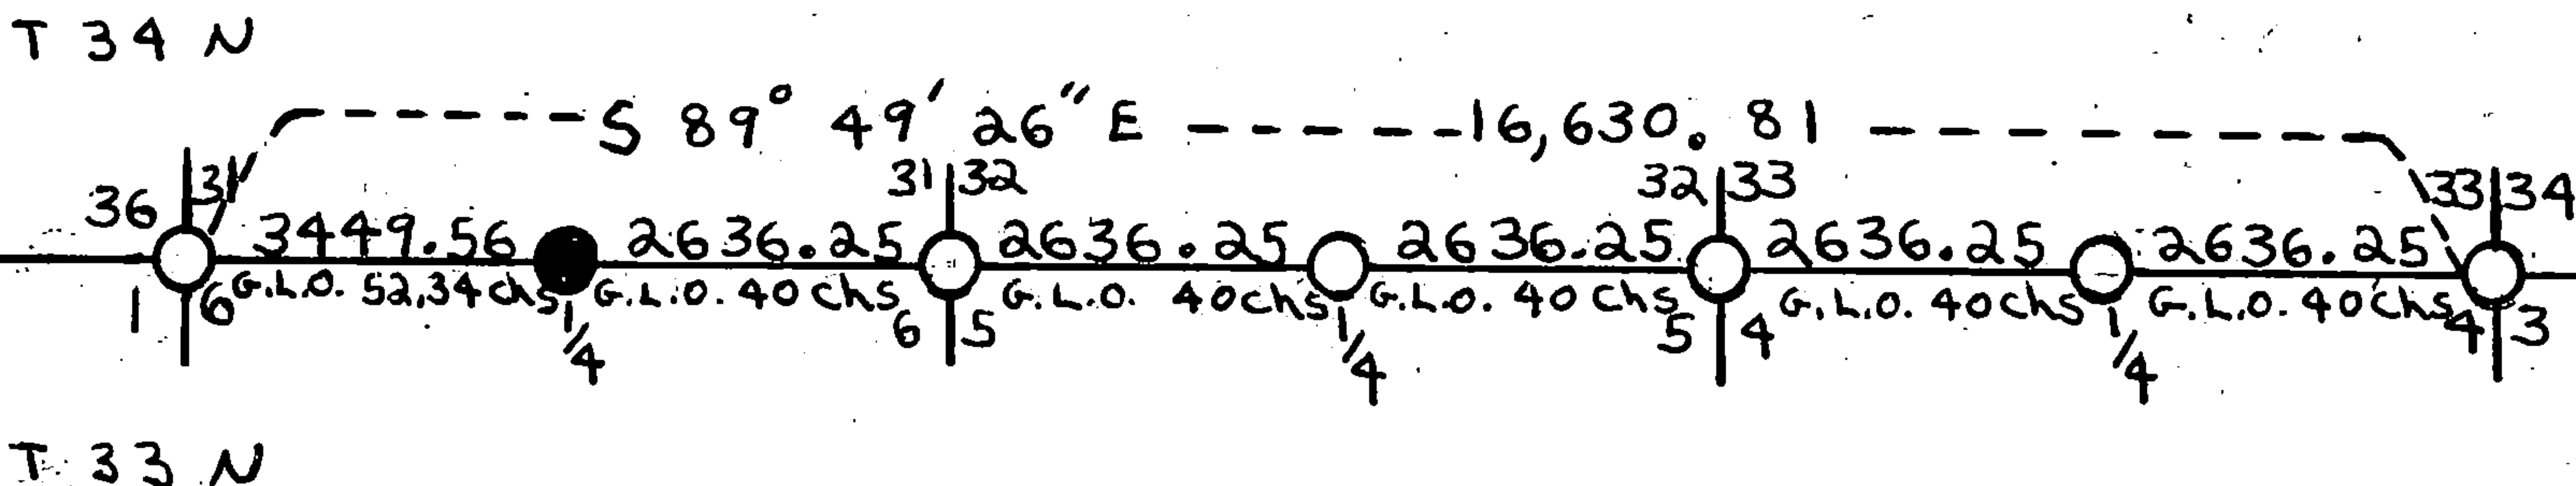 T 34 N
S 89° 49' 26" E 16,630.81
36 31 31 32 32 33 33 34
3449.56 2636.25 2636.25 2636.25 2636.25 2636.25
G.L.O. 52.34 chs G.L.O. 40 chs G.L.O. 40 chs G.L.O. 40 chs G.L.O. 40 chs G.L.O. 40 chs
1 6 6 5 5 4 4 3
1/4 1/4 1/4
T 33 N